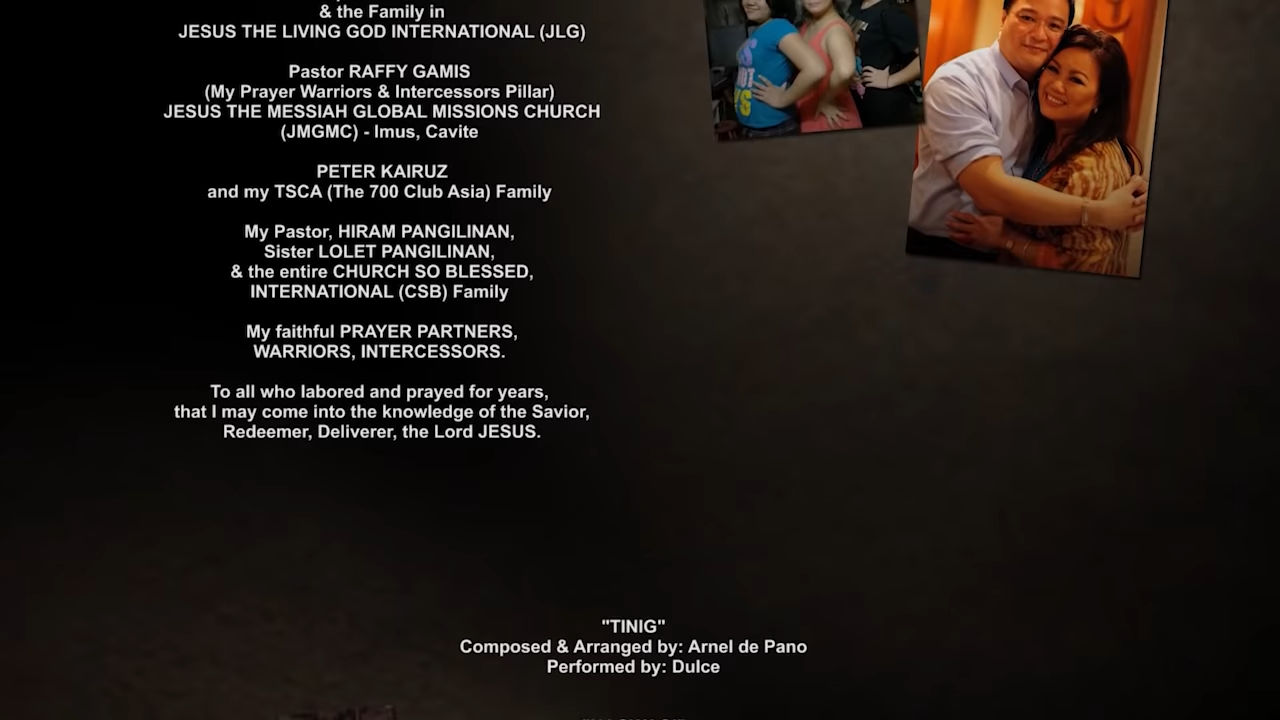 & the Family in
JESUS THE LIVING GOD INTERNATIONAL (JLG)
Pastor RAFFY GAMIS
(My Prayer Warriors & Intercessors Pillar)
JESUS THE MESSIAH GLOBAL MISSIONS CHURCH
(JMGMC) - Imus, Cavite
PETER KAIRUZ
and my TSCA (The 700 Club Asia) Family
My Pastor, HIRAM PANGILINAN,
Sister LOLET PANGILINAN,
& the entire CHURCH SO BLESSED,
INTERNATIONAL (CSB) Family
My faithful PRAYER PARTNERS,
WARRIORS, INTERCESSORS.
To all who labored and prayed for years,
that I may come into the knowledge of the Savior,
Redeemer, Deliverer, the Lord JESUS.
"TINIG"
Composed & Arranged by: Arnel de Pano
Performed by: Dulce